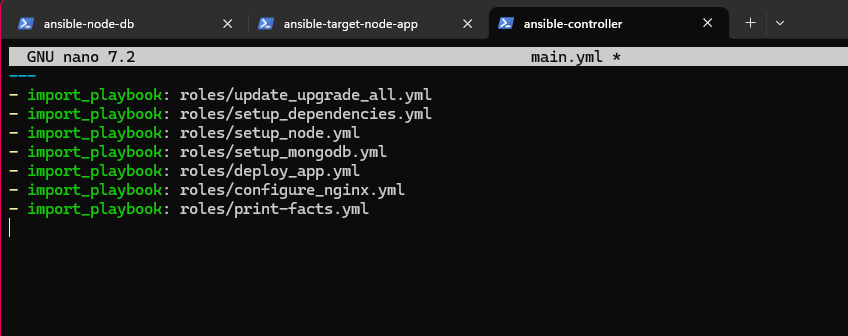 ansible-node-db
ansible-target-node-app
ansible-controller
GNU nano 7.2 main.yml *
---
- import_playbook: roles/update_upgrade_all.yml
- import_playbook: roles/setup_dependencies.yml
- import_playbook: roles/setup_node.yml
- import_playbook: roles/setup_mongodb.yml
- import_playbook: roles/deploy_app.yml
- import_playbook: roles/configure_nginx.yml
- import_playbook: roles/print-facts.yml